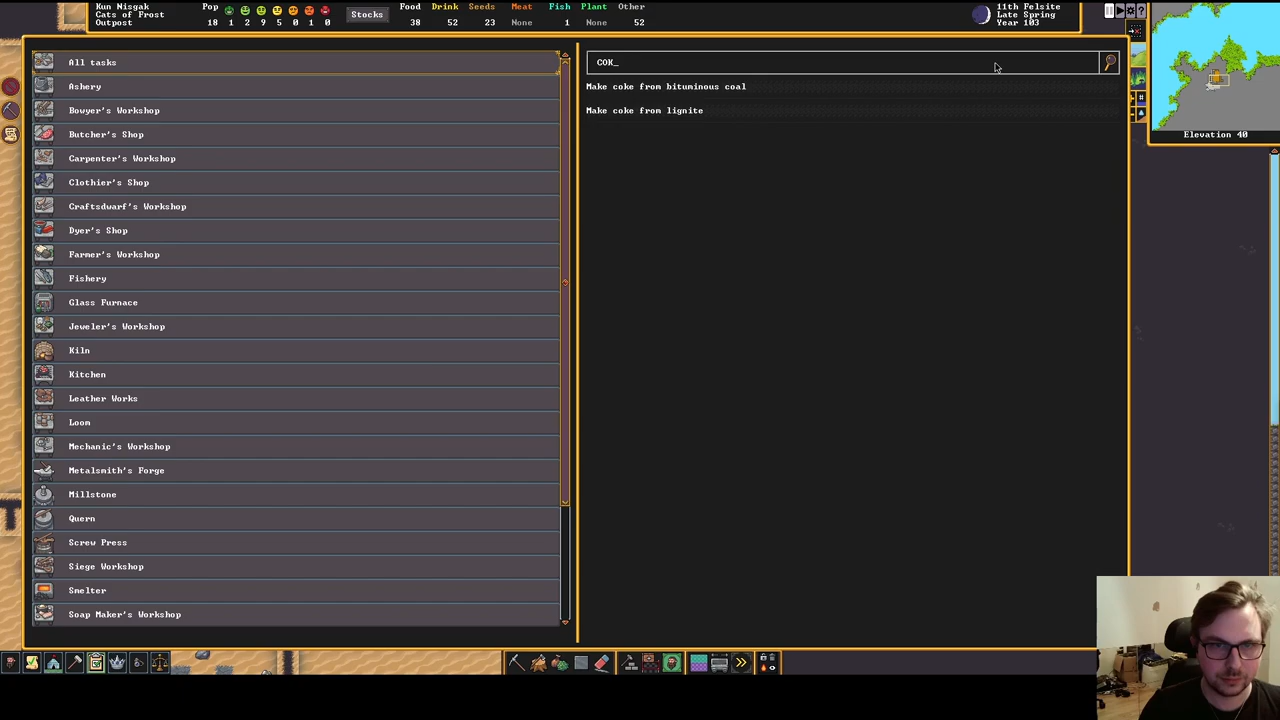 Kun Nisgak
Cats of Frost
Outpost
Pop
18 1 2 9 5 0 1 0
Stocks
Food Drink Seeds Meat Fish Plant Other
38 52 23 None 1 None 52
11th Felsite
Late Spring
Year 103
Elevation 40
All tasks
Ashery
Bowyer's Workshop
Butcher's Shop
Carpenter's Workshop
Clothier's Shop
Craftsdwarf's Workshop
Dyer's Shop
Farmer's Workshop
Fishery
Glass Furnace
Jeweler's Workshop
Kiln
Kitchen
Leather Works
Loom
Mechanic's Workshop
Metalsmith's Forge
Millstone
Quern
Screw Press
Siege Workshop
Smelter
Soap Maker's Workshop
COK_
Make coke from bituminous coal
Make coke from lignite